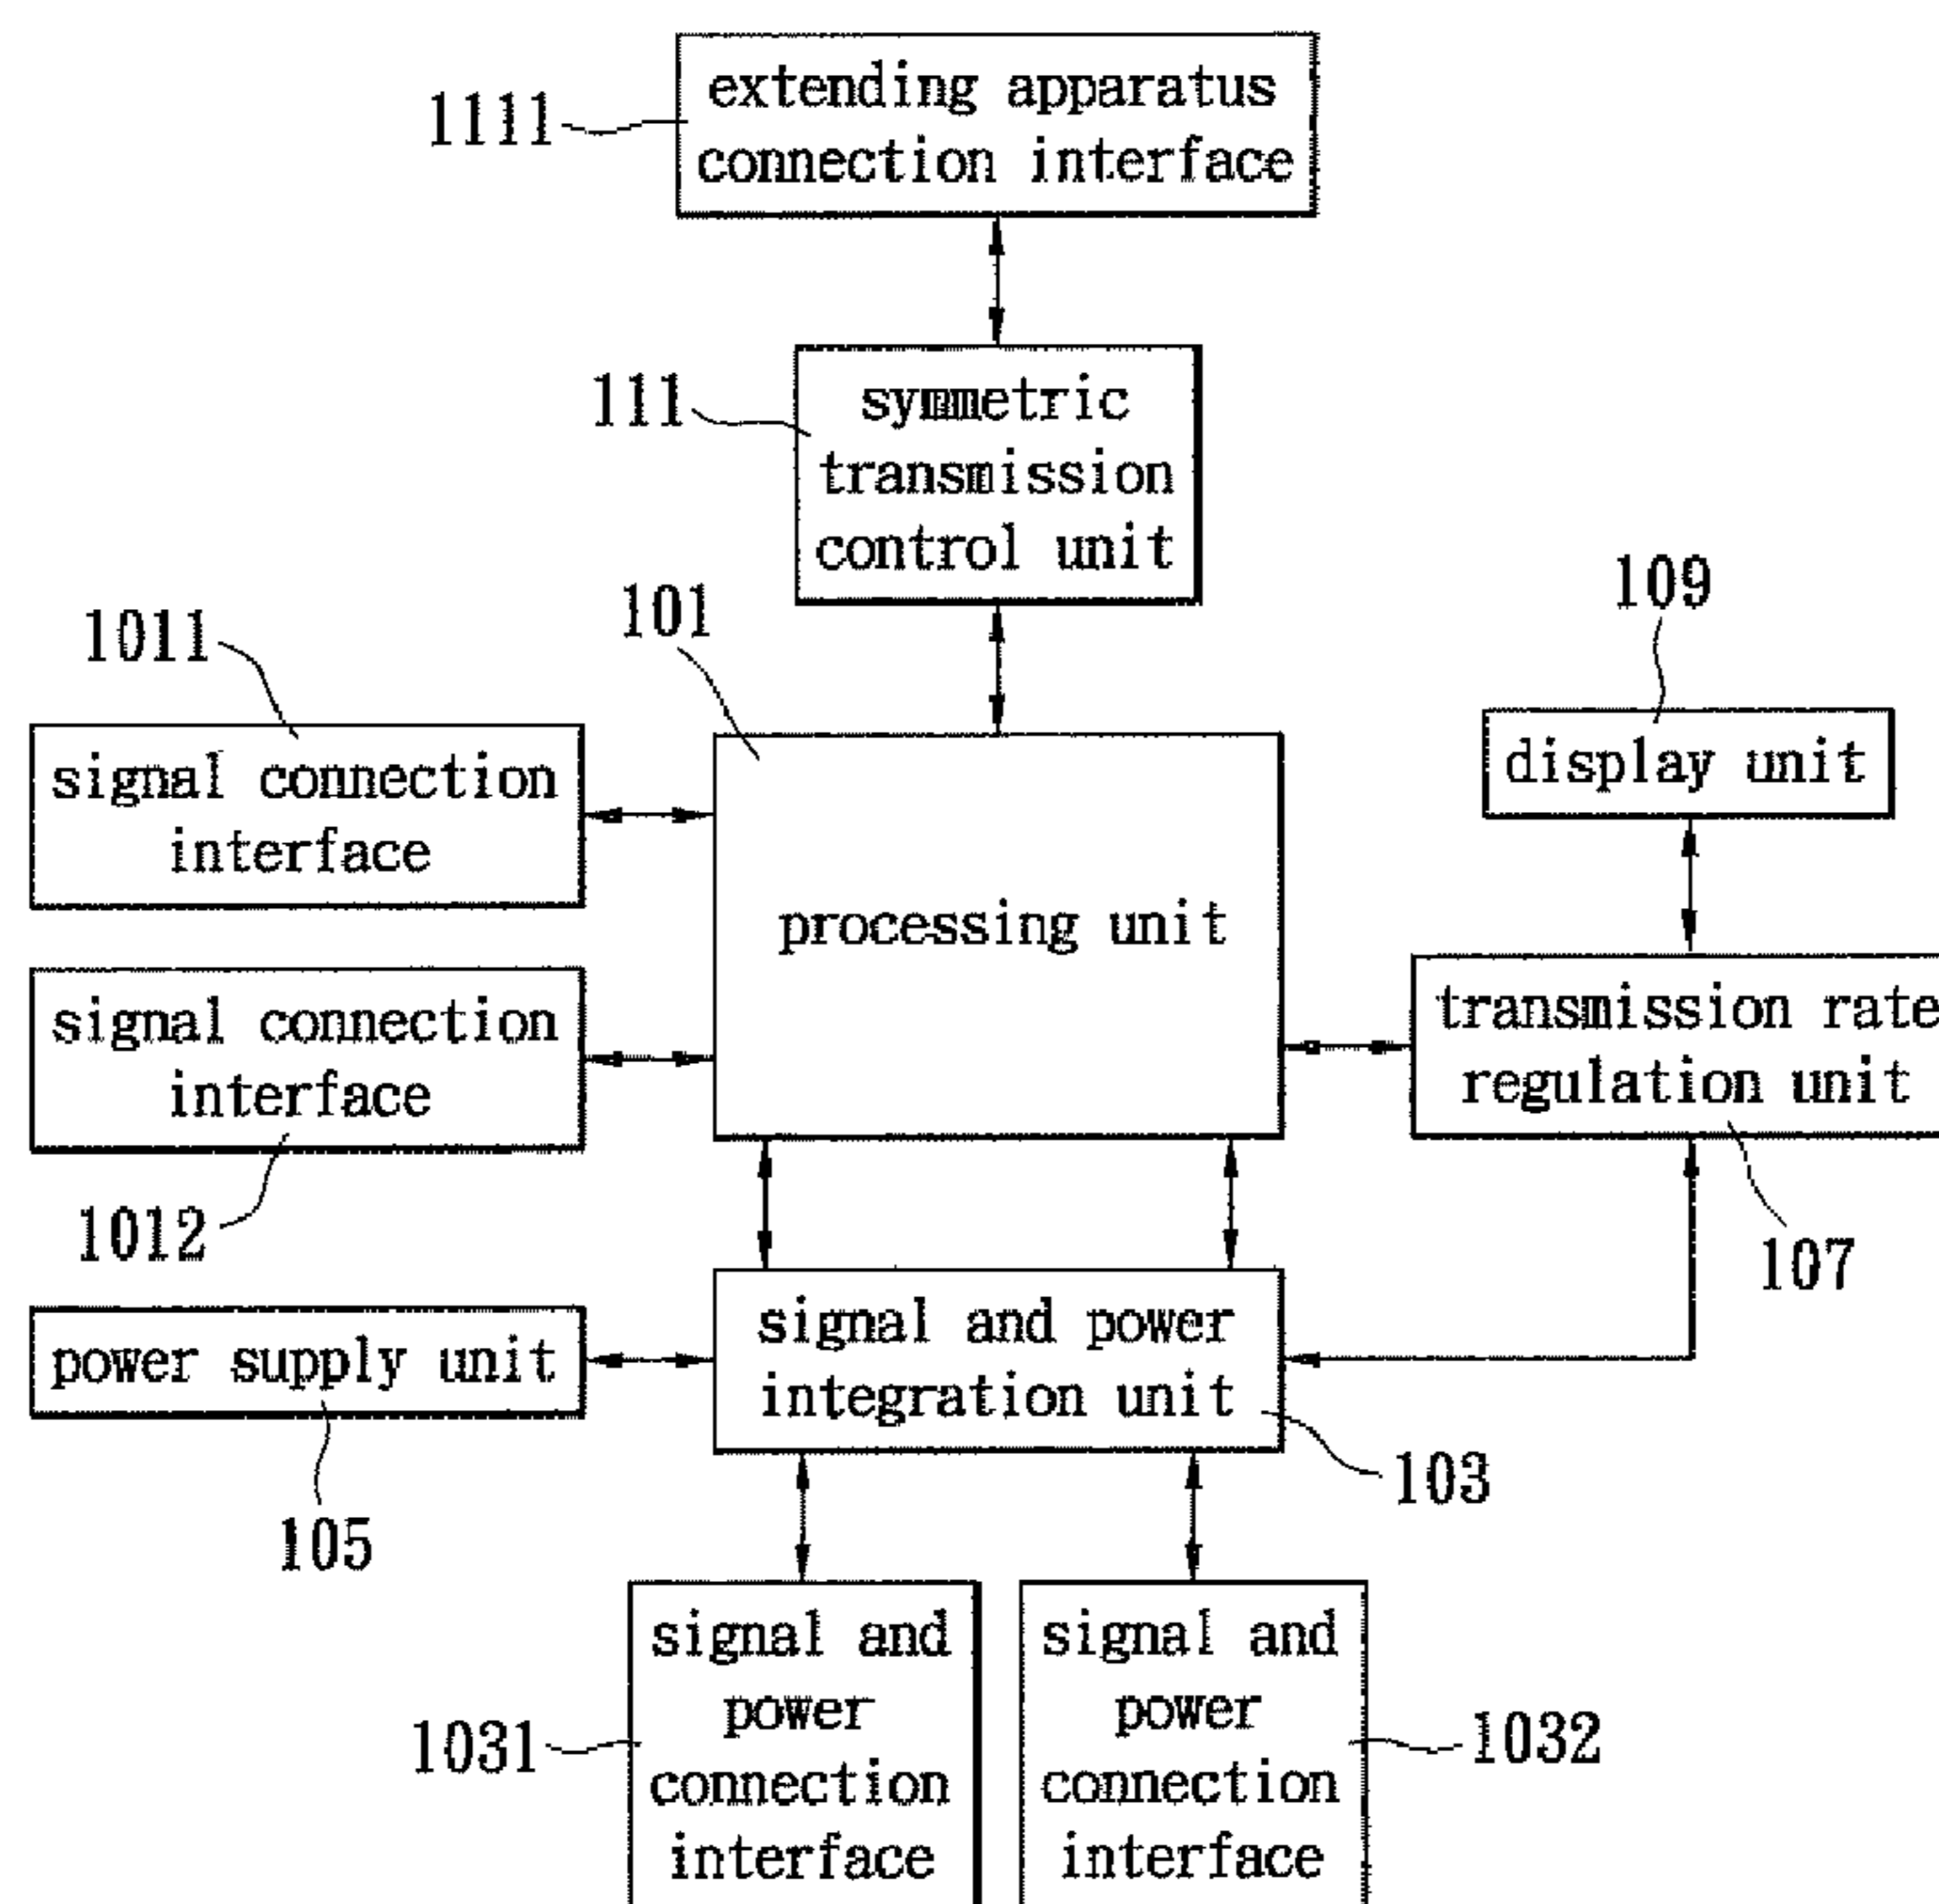 extending apparatus
connection interface
1111
symmetric
transmission
control unit
111
101
109
1011
signal connection
interface
display unit
processing unit
signal connection
interface
transmission rate
regulation unit
1012
107
signal and power
integration unit
power supply unit
103
105
signal and
power
connection
interface
1031
signal and
power
connection
interface
1032